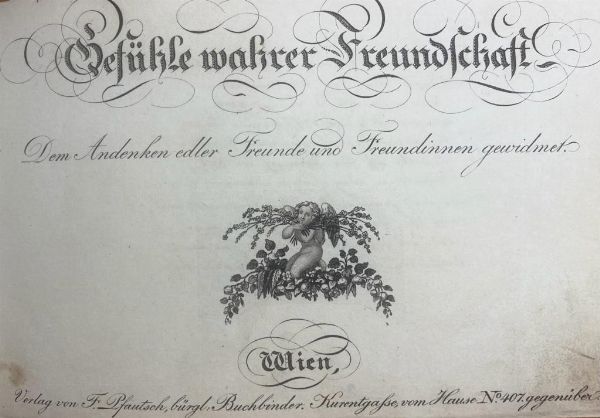 Gefühle wahrer Freundschaft.
Dem Andenken edler Freunde und Freundinnen gewidmet.
Wien,
Verlag von F. Pfautsch, bürgl. Buchbinder. Kurentgasse, vom Hause No. 407. gegenüber